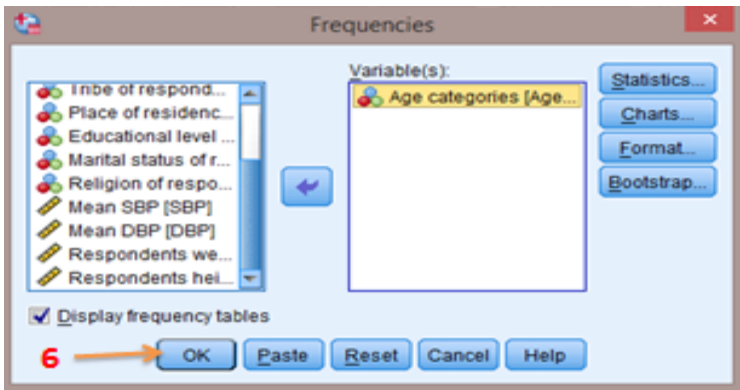 Frequencies
Tribe of respond...
Place of residenc...
Educational level ...
Marital status of r...
Religion of respo...
Mean SBP [SBP]
Mean DBP [DBP]
Respondents we...
Respondents hei...
Variable(s):
Age categories [Age...
Statistics...
Charts...
Format...
Bootstrap...
Display frequency tables
6
OK
Paste
Reset
Cancel
Help